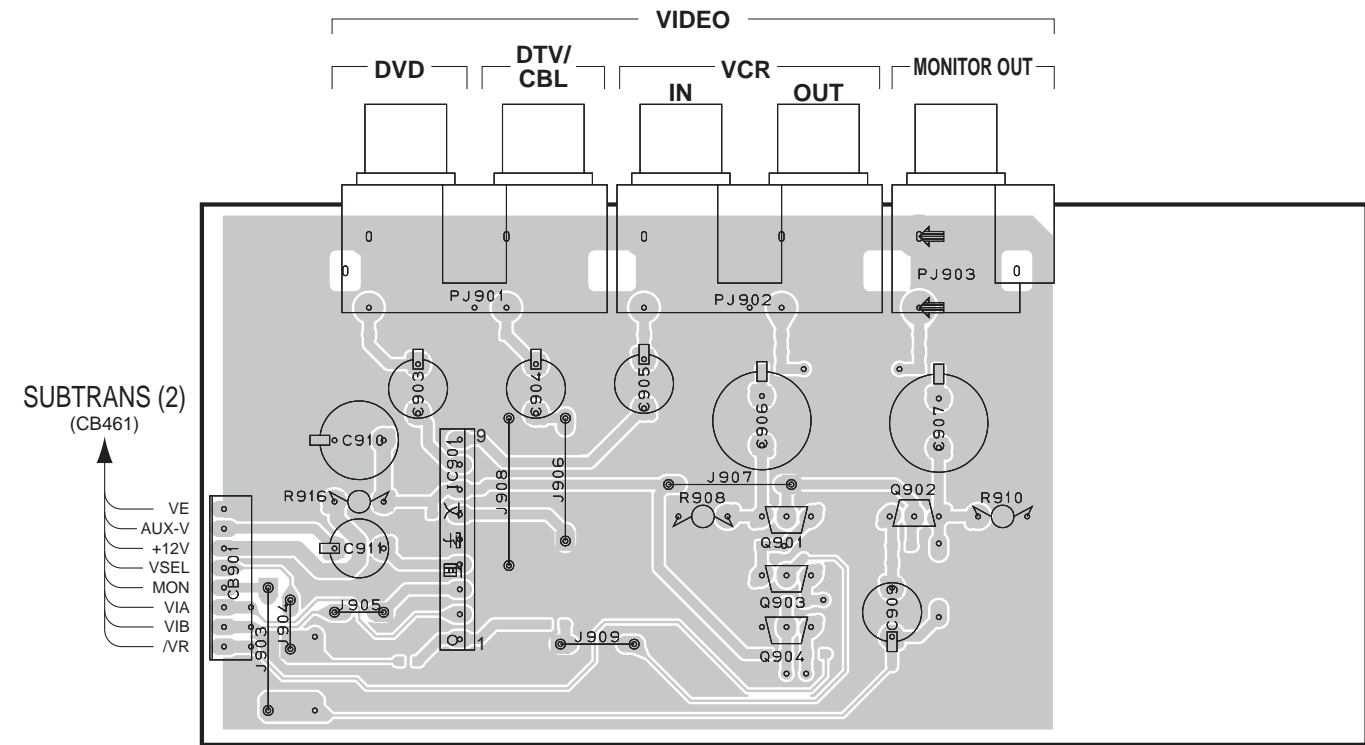 VIDEO
DVD
DTV/
CBL
VCR
MONITOR OUT
IN
OUT
PJ901
PJ902
PJ903
SUBTRANS (2)
(CB461)
C903
C904
C905
C906
C907
C910
IC901
9
J908
J906
J907
R916
R908
Q902
R910
VE
AUX-V
+12V
VSEL
MON
VIA
VIB
/VR
CB901
C911
Q901
Q903
C909
J905
J904
J903
1
J909
Q904